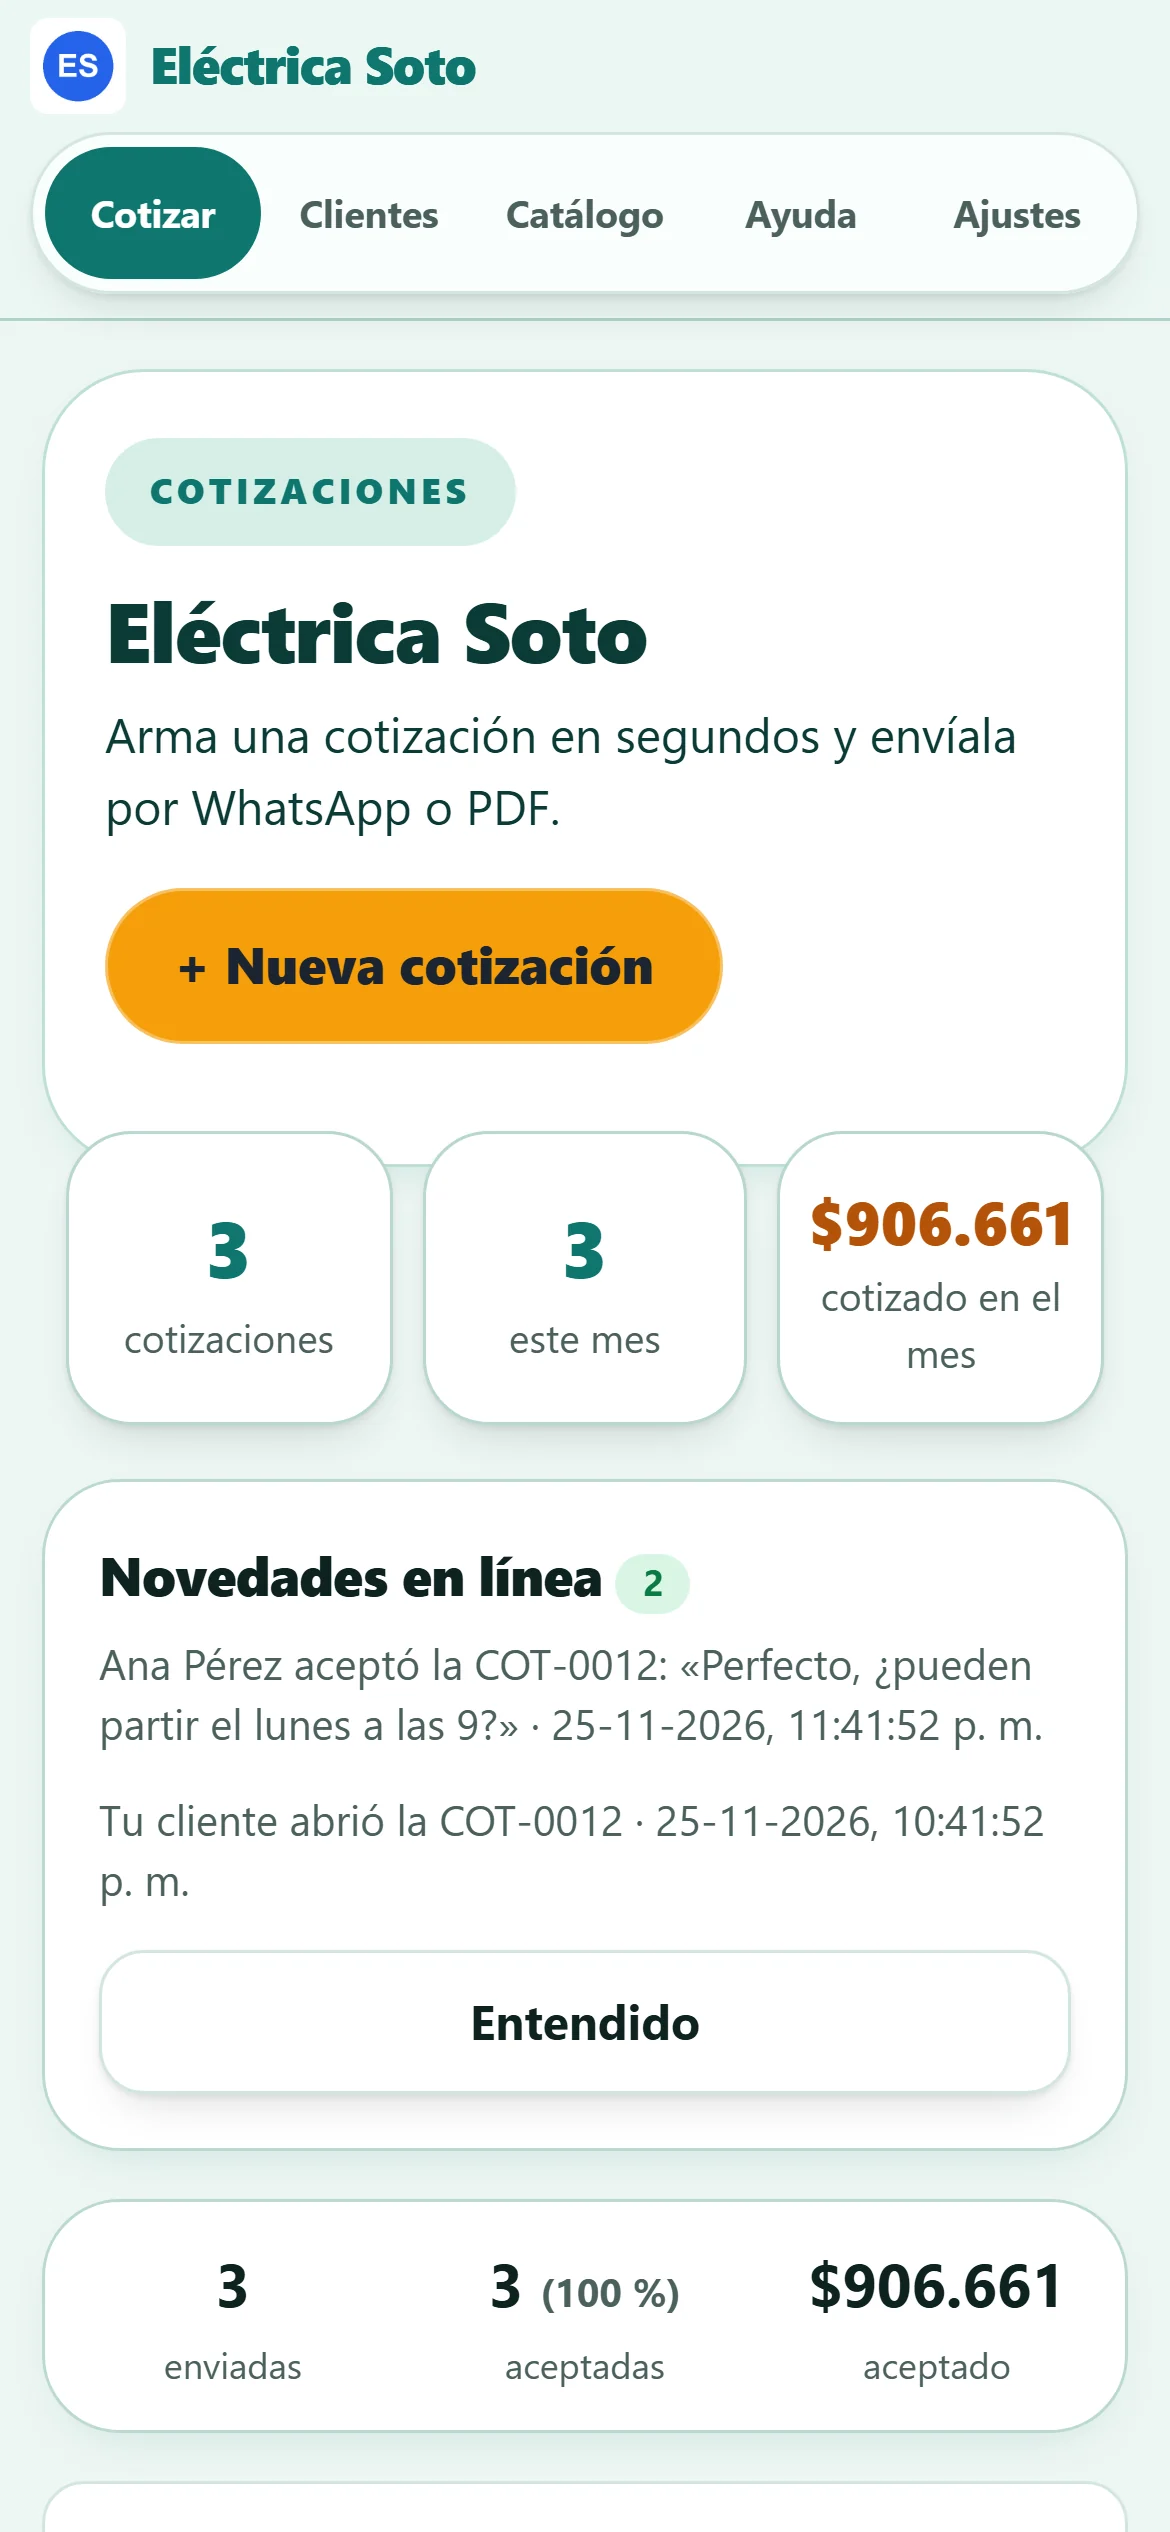 ES
Eléctrica Soto
Cotizar
Clientes
Catálogo
Ayuda
Ajustes
COTIZACIONES
Eléctrica Soto
Arma una cotización en segundos y envíala
por WhatsApp o PDF.
+ Nueva cotización
3
cotizaciones
3
este mes
$906.661
cotizado en el
mes
Novedades en línea 2
Ana Pérez aceptó la COT-0012: «Perfecto, ¿pueden
partir el lunes a las 9?» · 25-11-2026, 11:41:52 p. m.
Tu cliente abrió la COT-0012 · 25-11-2026, 10:41:52
p. m.
Entendido
3
enviadas
3 (100 %)
aceptadas
$906.661
aceptado